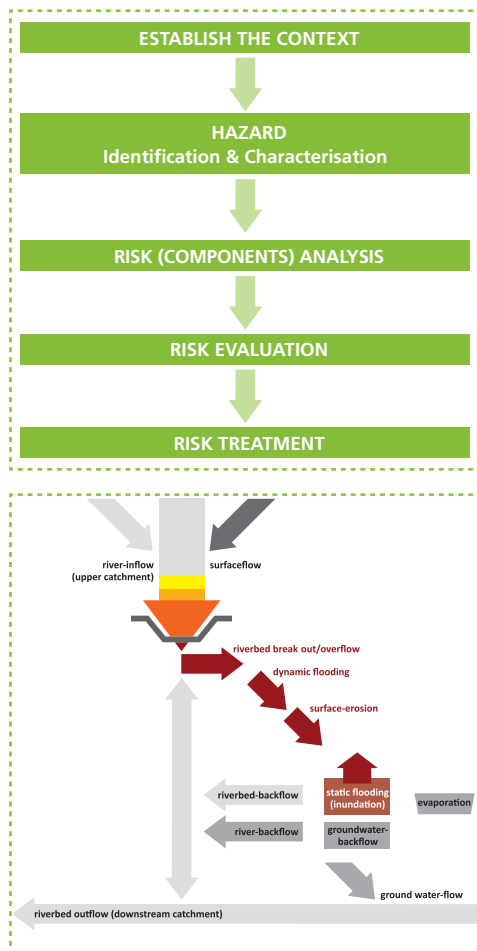 ESTABLISH THE CONTEXT
HAZARD
Identification & Characterisation
RISK (COMPONENTS) ANALYSIS
RISK EVALUATION
RISK TREATMENT
river-inflow
(upper catchment)
surfaceflow
riverbed break out/overflow
dynamic flooding
surface-erosion
riverbed-backflow
static flooding
(inundation)
evaporation
river-backflow
groundwater-
backflow
ground water-flow
riverbed outflow (downstream catchment)